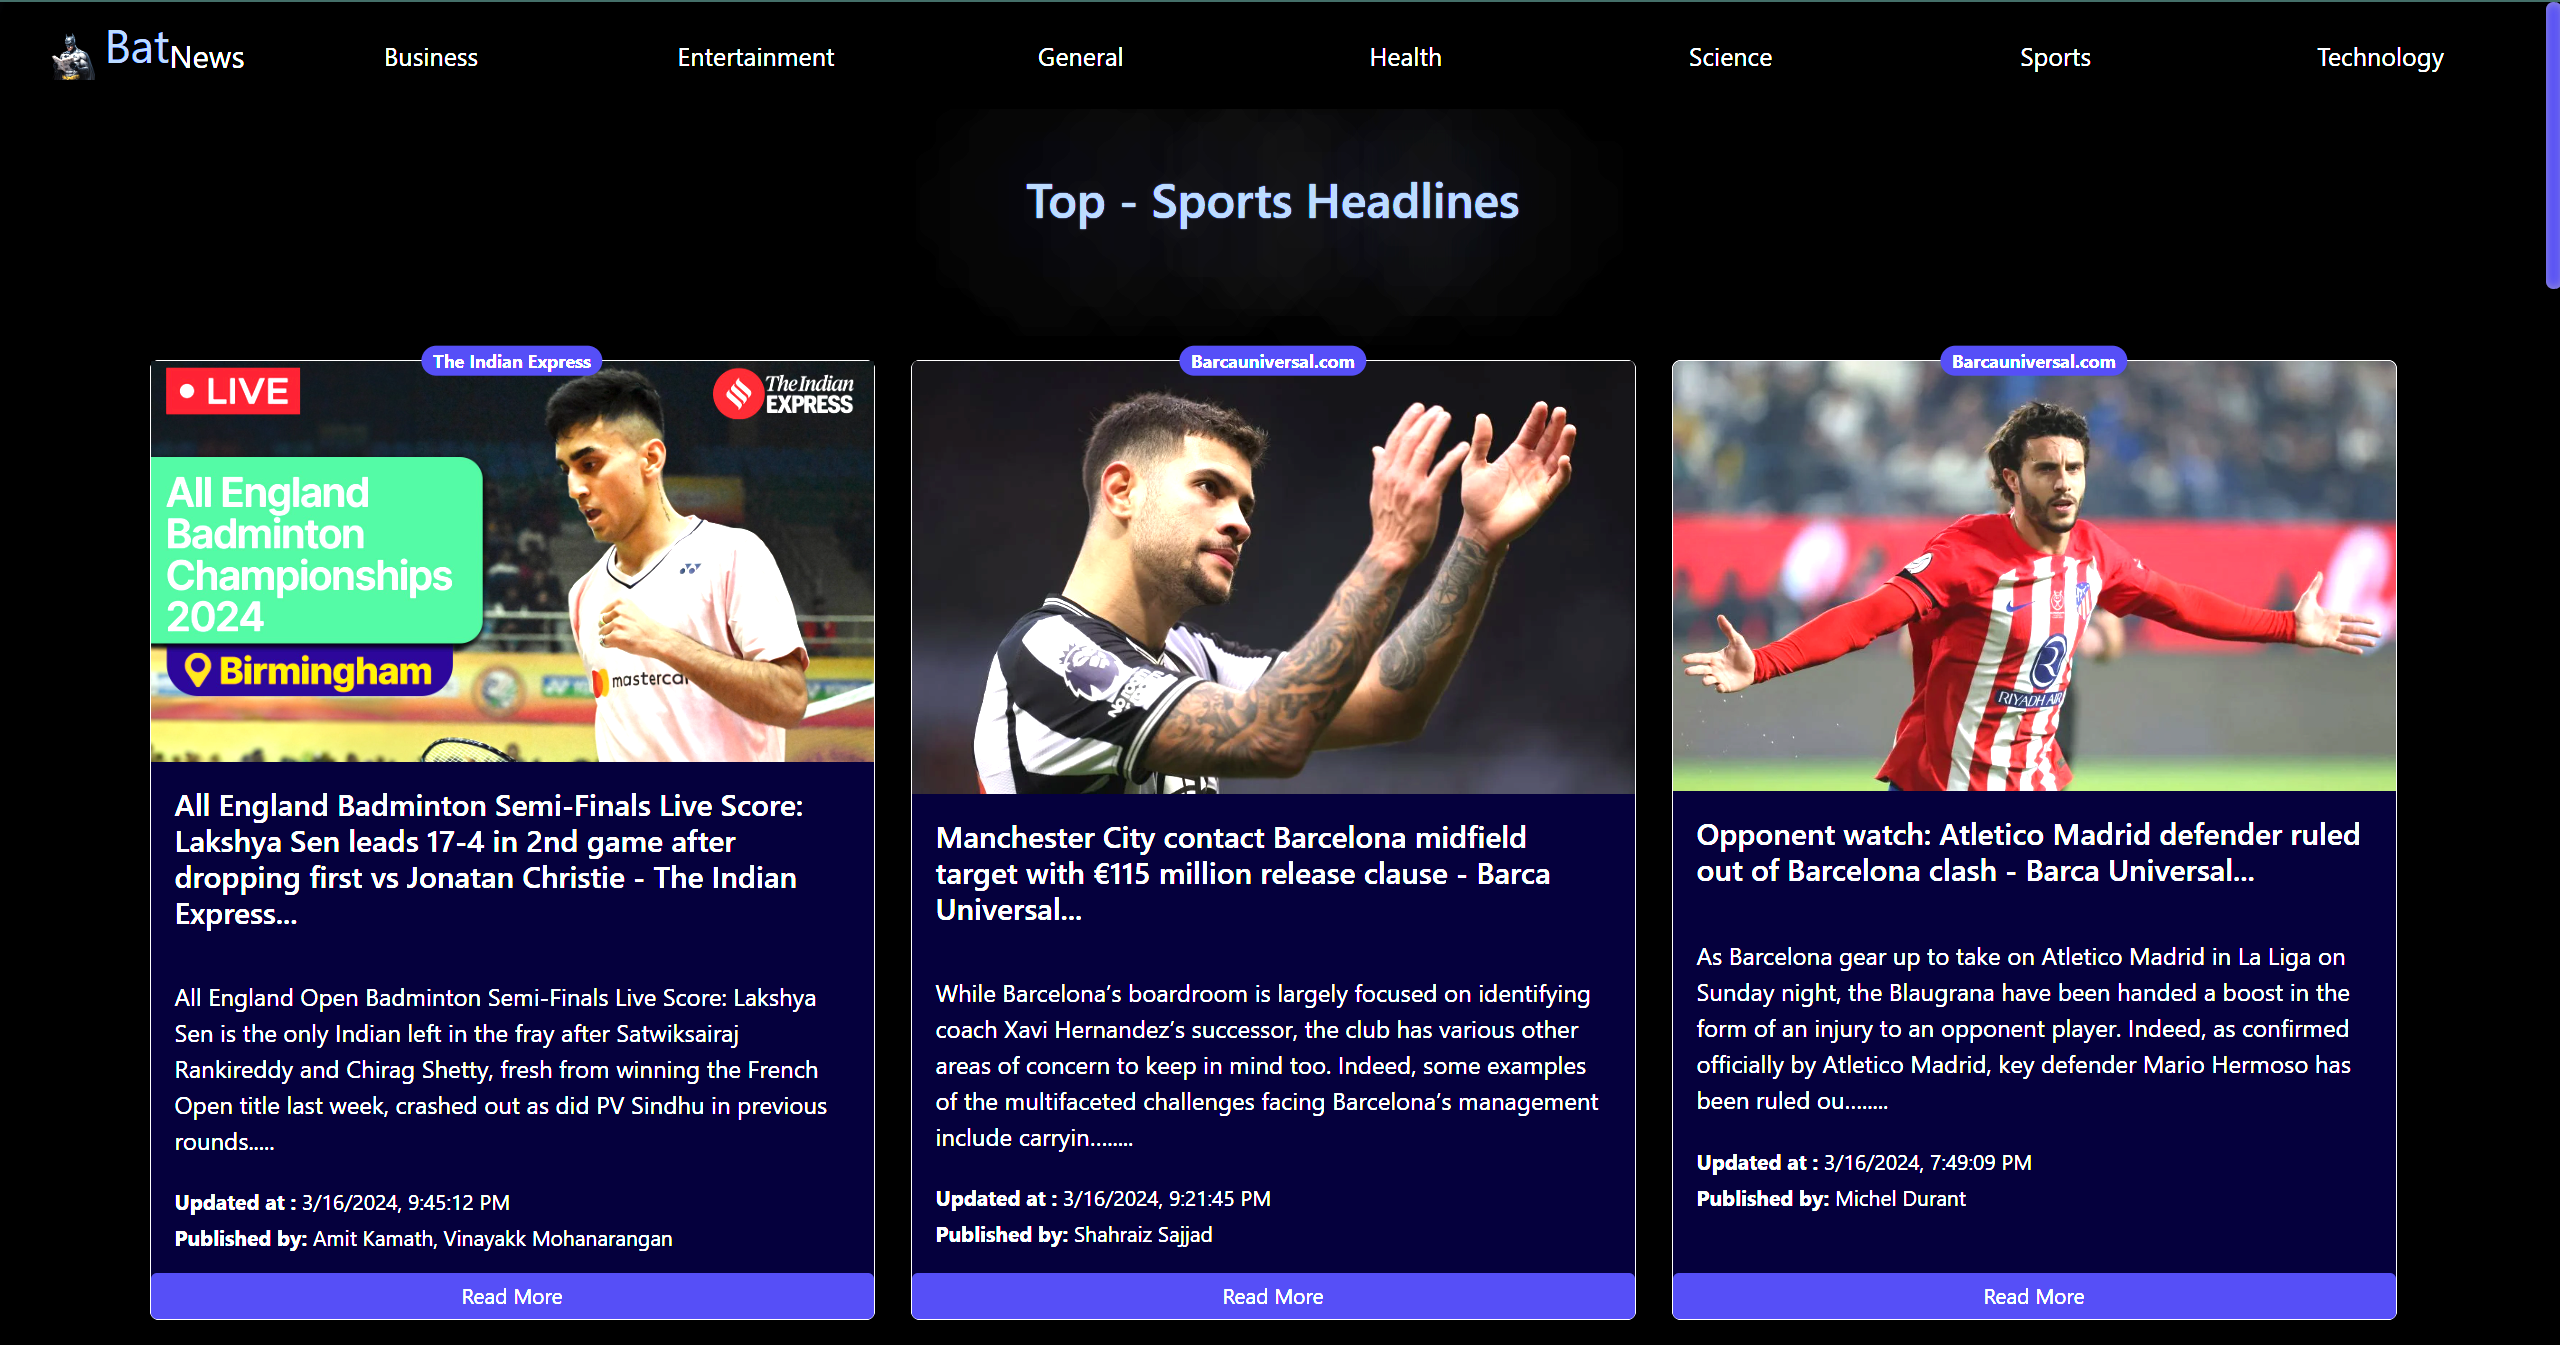 Bat News Business Entertainment General Health Science Sports Technology
Top - Sports Headlines
The Indian Express
LIVE
The Indian
EXPRESS
All England
Badminton
Championships
2024
Birmingham
mastercar
All England Badminton Semi-Finals Live Score:
Lakshya Sen leads 17-4 in 2nd game after
dropping first vs Jonatan Christie - The Indian
Express...
All England Open Badminton Semi-Finals Live Score: Lakshya
Sen is the only Indian left in the fray after Satwiksairaj
Rankireddy and Chirag Shetty, fresh from winning the French
Open title last week, crashed out as did PV Sindhu in previous
rounds.....
Updated at : 3/16/2024, 9:45:12 PM
Published by: Amit Kamath, Vinayakk Mohanarangan
Read More
Barcauniversal.com
Manchester City contact Barcelona midfield
target with €115 million release clause - Barca
Universal...
While Barcelona’s boardroom is largely focused on identifying
coach Xavi Hernandez’s successor, the club has various other
areas of concern to keep in mind too. Indeed, some examples
of the multifaceted challenges facing Barcelona’s management
include carryin........
Updated at : 3/16/2024, 9:21:45 PM
Published by: Shahraiz Sajjad
Read More
Barcauniversal.com
RIYADH AIR
Opponent watch: Atletico Madrid defender ruled
out of Barcelona clash - Barca Universal...
As Barcelona gear up to take on Atletico Madrid in La Liga on
Sunday night, the Blaugrana have been handed a boost in the
form of an injury to an opponent player. Indeed, as confirmed
officially by Atletico Madrid, key defender Mario Hermoso has
been ruled ou........
Updated at : 3/16/2024, 7:49:09 PM
Published by: Michel Durant
Read More